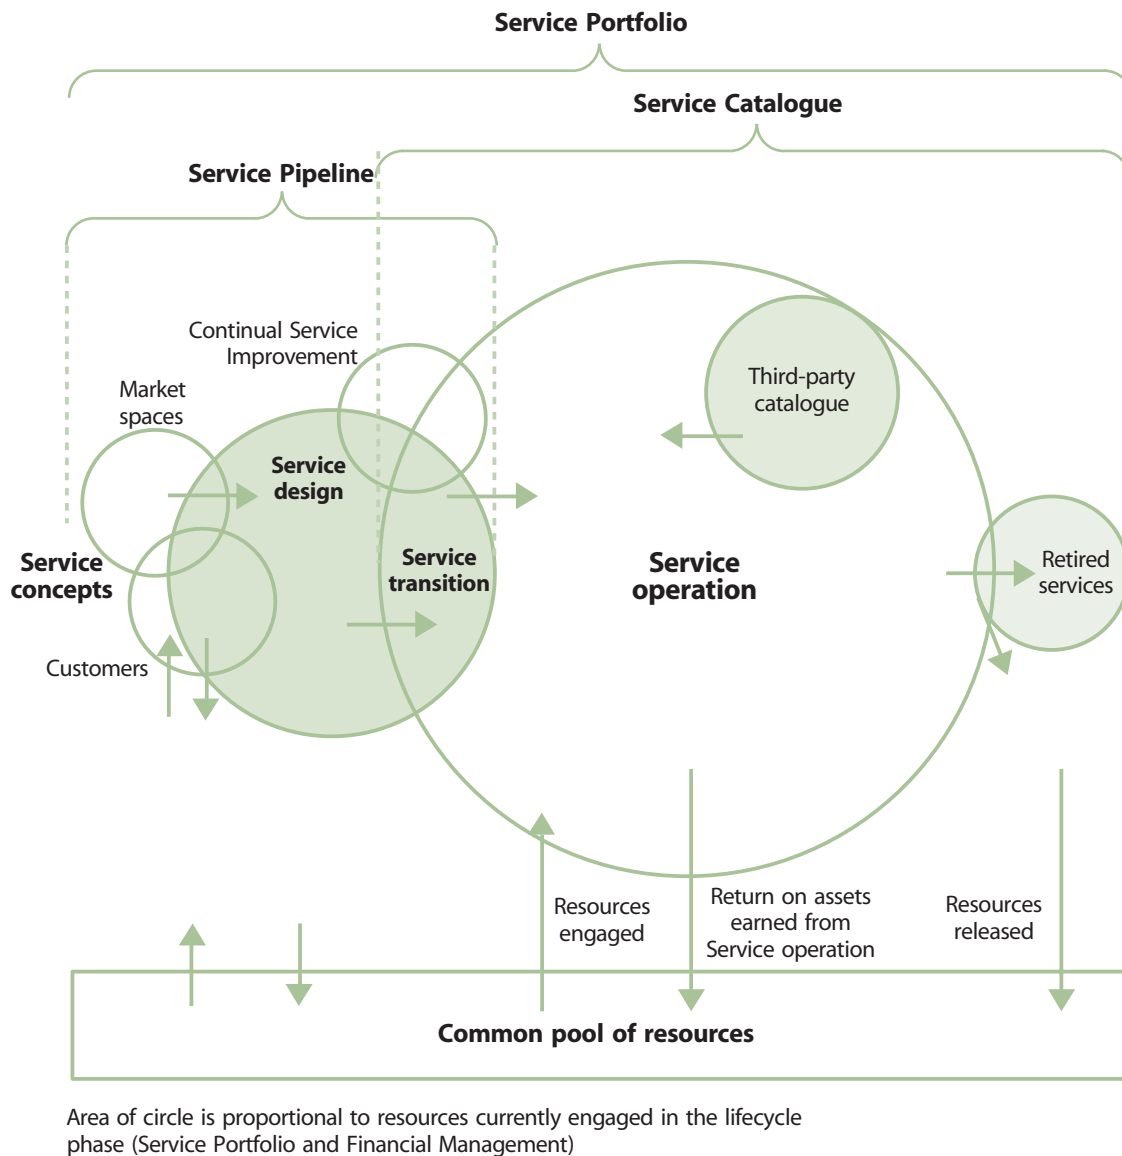 Service Portfolio
Service Catalogue
Service Pipeline
Continual Service
Improvement
Market
spaces
Third-party
catalogue
Service
design
Service
concepts
Service
transition
Service
operation
Retired
services
Customers
Resources
engaged
Return on assets
earned from
Service operation
Resources
released
Common pool of resources
Area of circle is proportional to resources currently engaged in the lifecycle
phase (Service Portfolio and Financial Management)